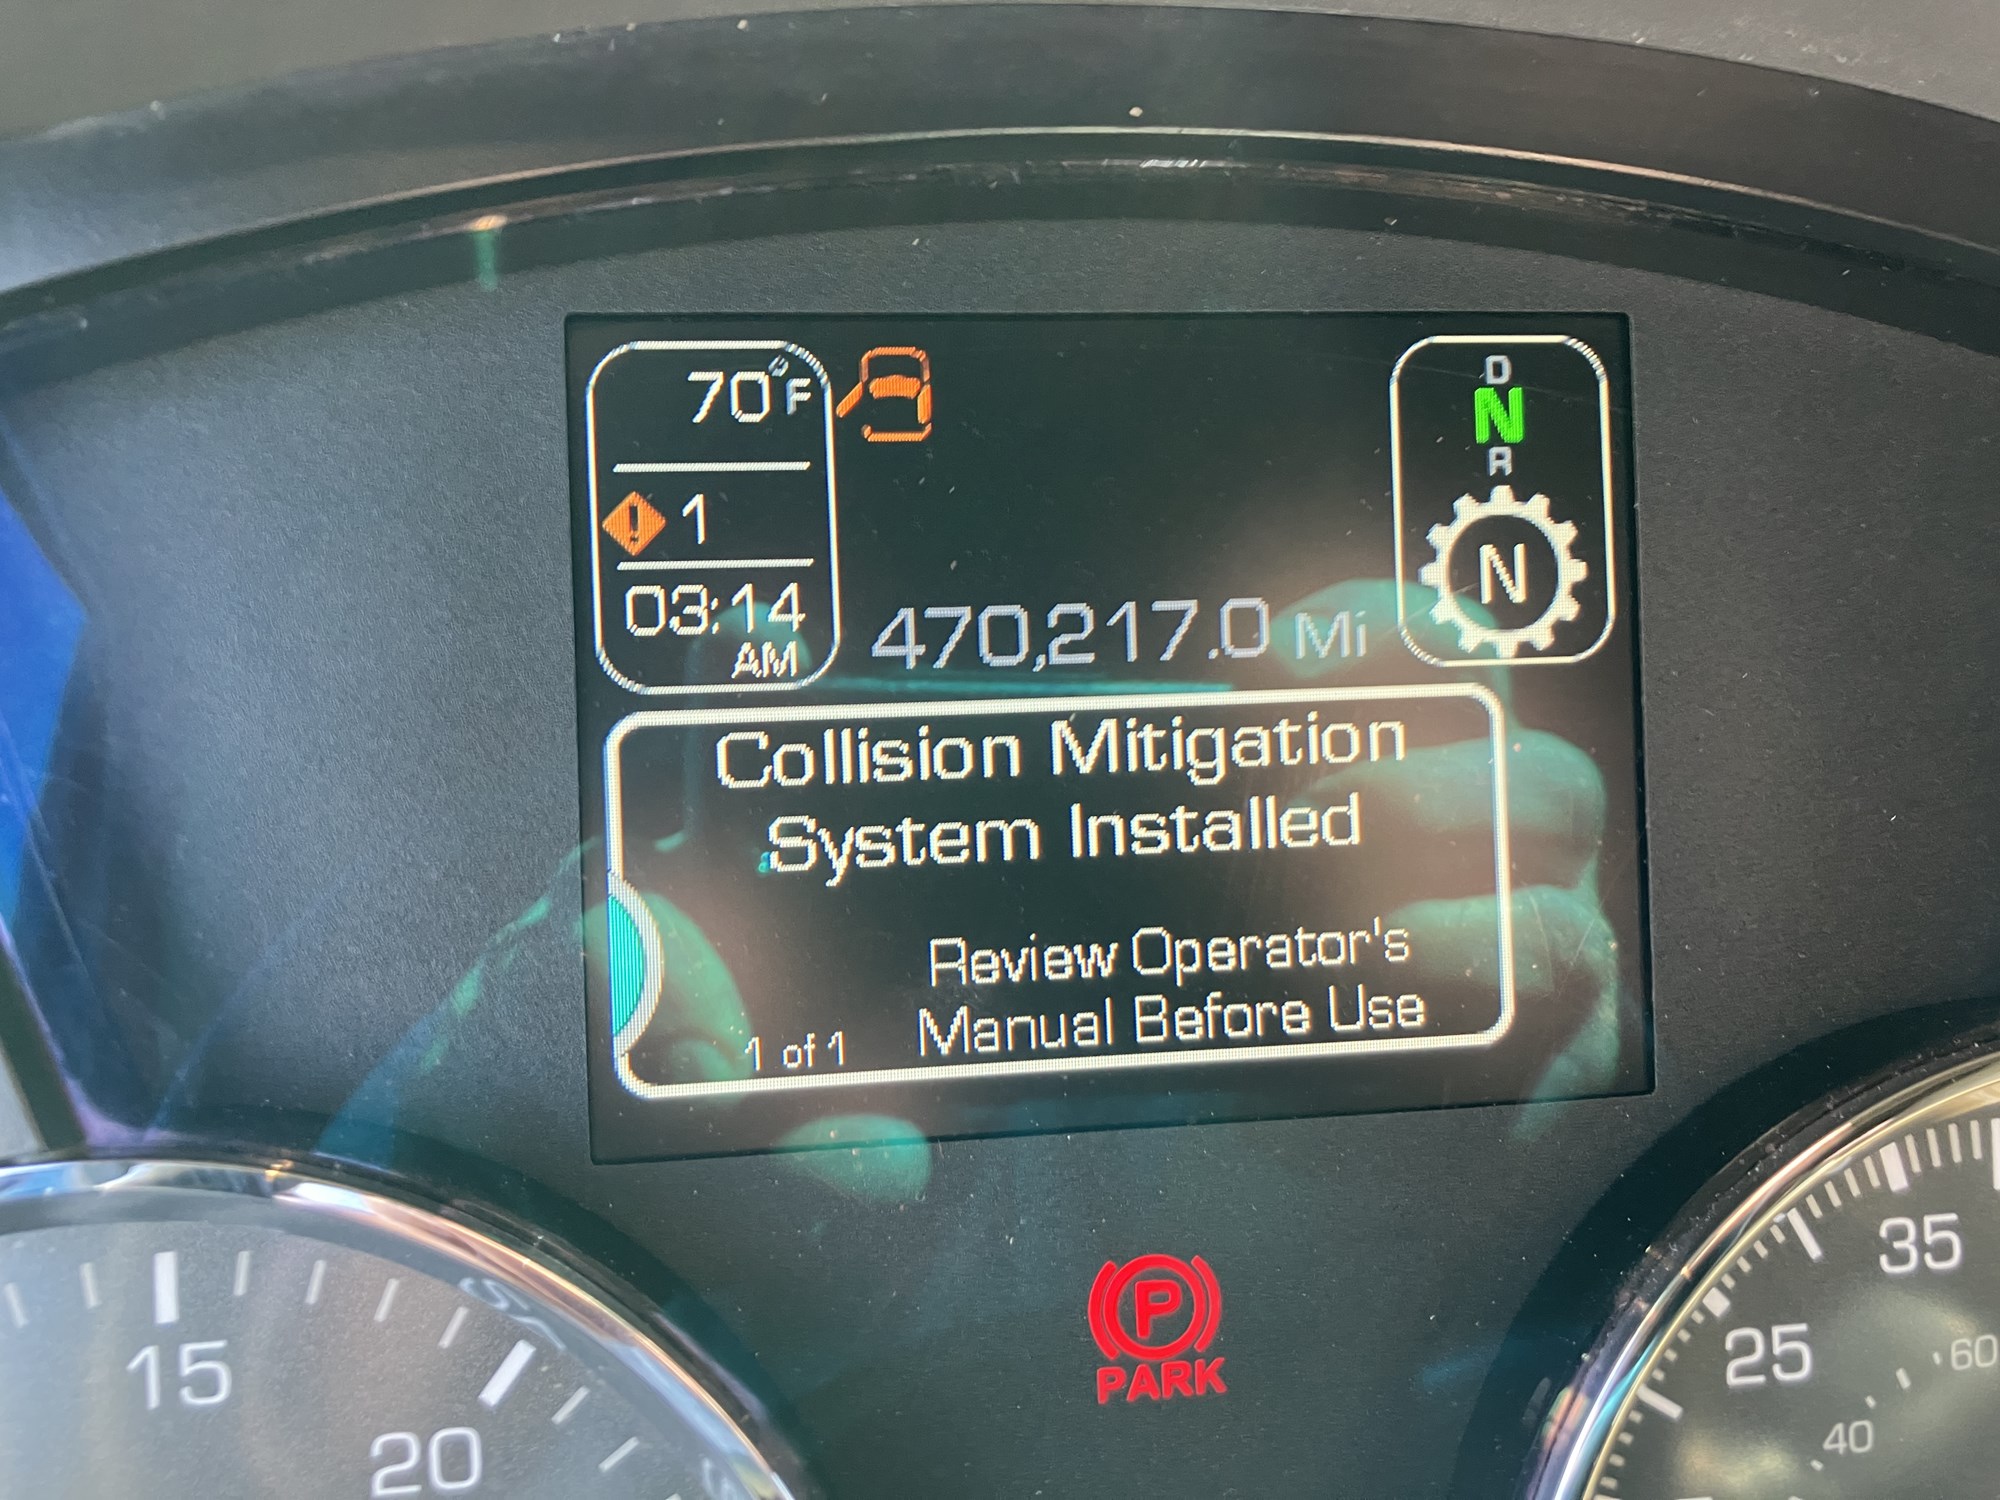 70°F
1
03:14
AM
D
N
R
N
470,217.0 Mi
Collision Mitigation
System Installed
Review Operator's
Manual Before Use
1 of 1
P
PARK
15
20
25
35
40
60